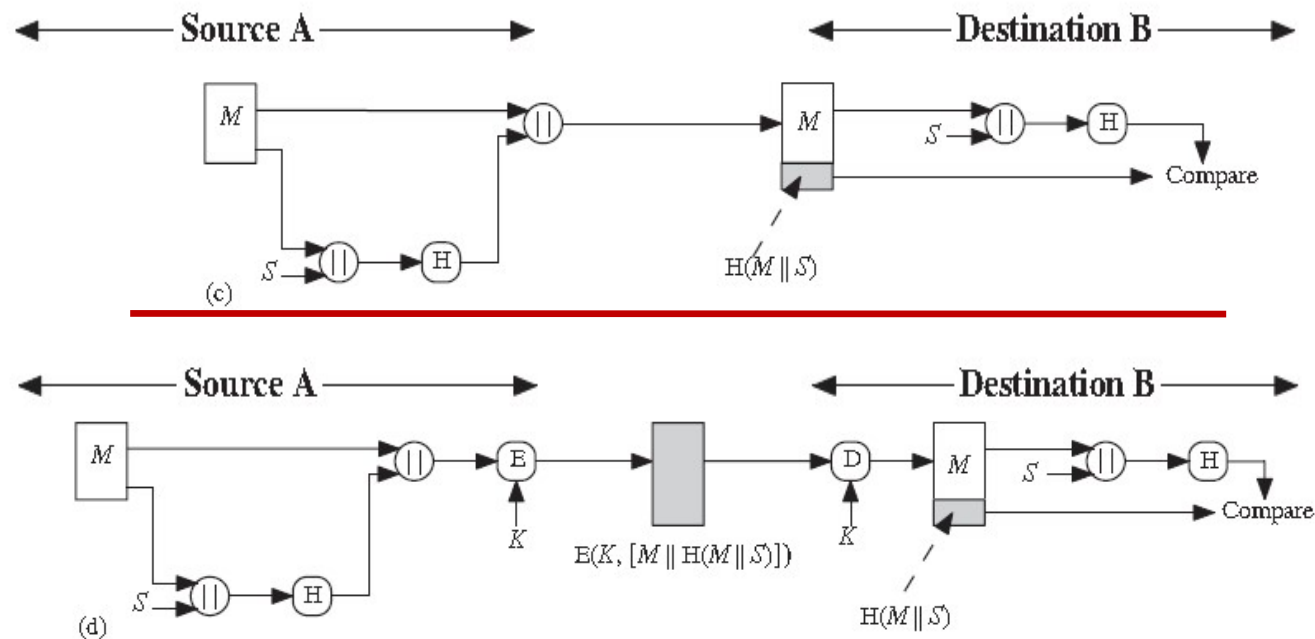 Source A Destination B
M || M || H
S
Compare
S || H
H(M || S)
(c)
Source A Destination B
M || E D M || H
S
K K Compare
E(K, [M || H(M || S)])
S || H
H(M || S)
(d)